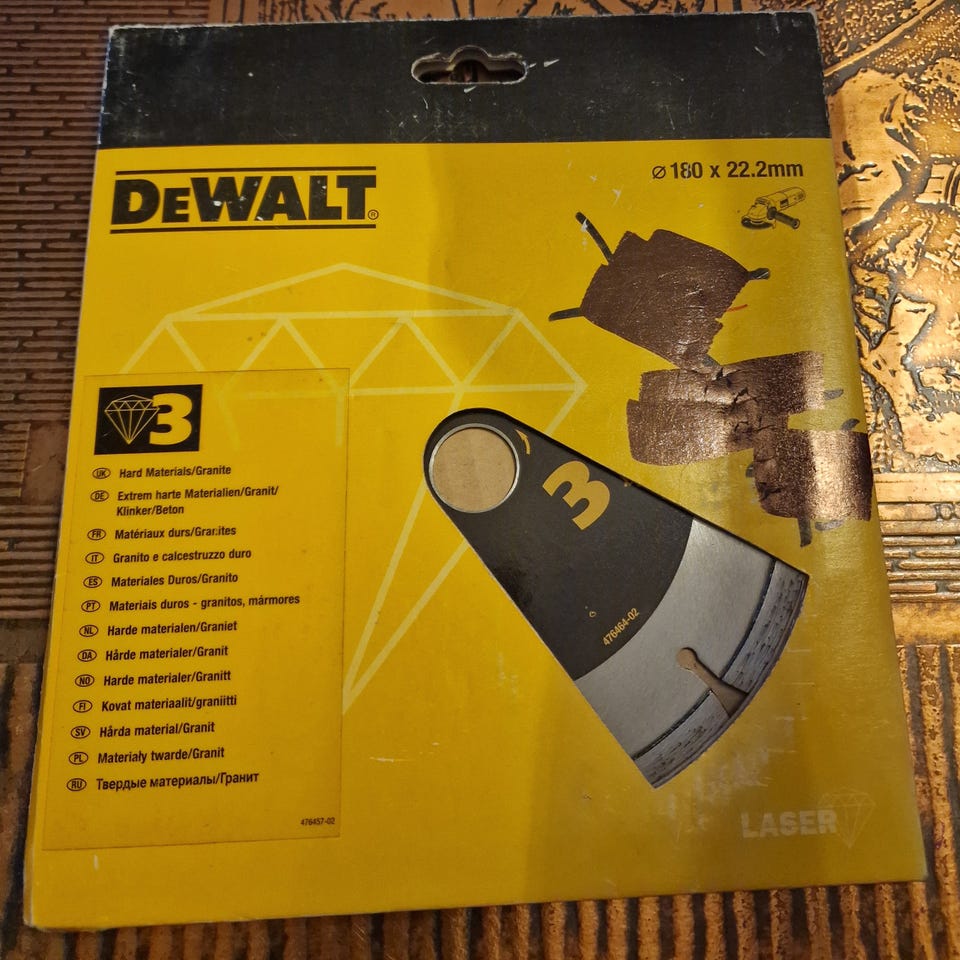 DEWALT®
⌀ 180 x 22.2mm
3
UK Hard Materials/Granite
DE Extrem harte Materialien/Granit/
Klinker/Beton
FR Matériaux durs/Granites
IT Granito e calcestruzzo duro
ES Materiales Duros/Granito
PT Materiais duros - granitos, mármores
NL Harde materialen/Graniet
DA Hårde materialer/Granit
NO Harde materialer/Granitt
FI Kovat materiaalit/graniitti
SV Hårda material/Granit
PL Materiały twarde/Granit
RU Твердые материалы/Гранит
476457-02
3
476464-02
LASER